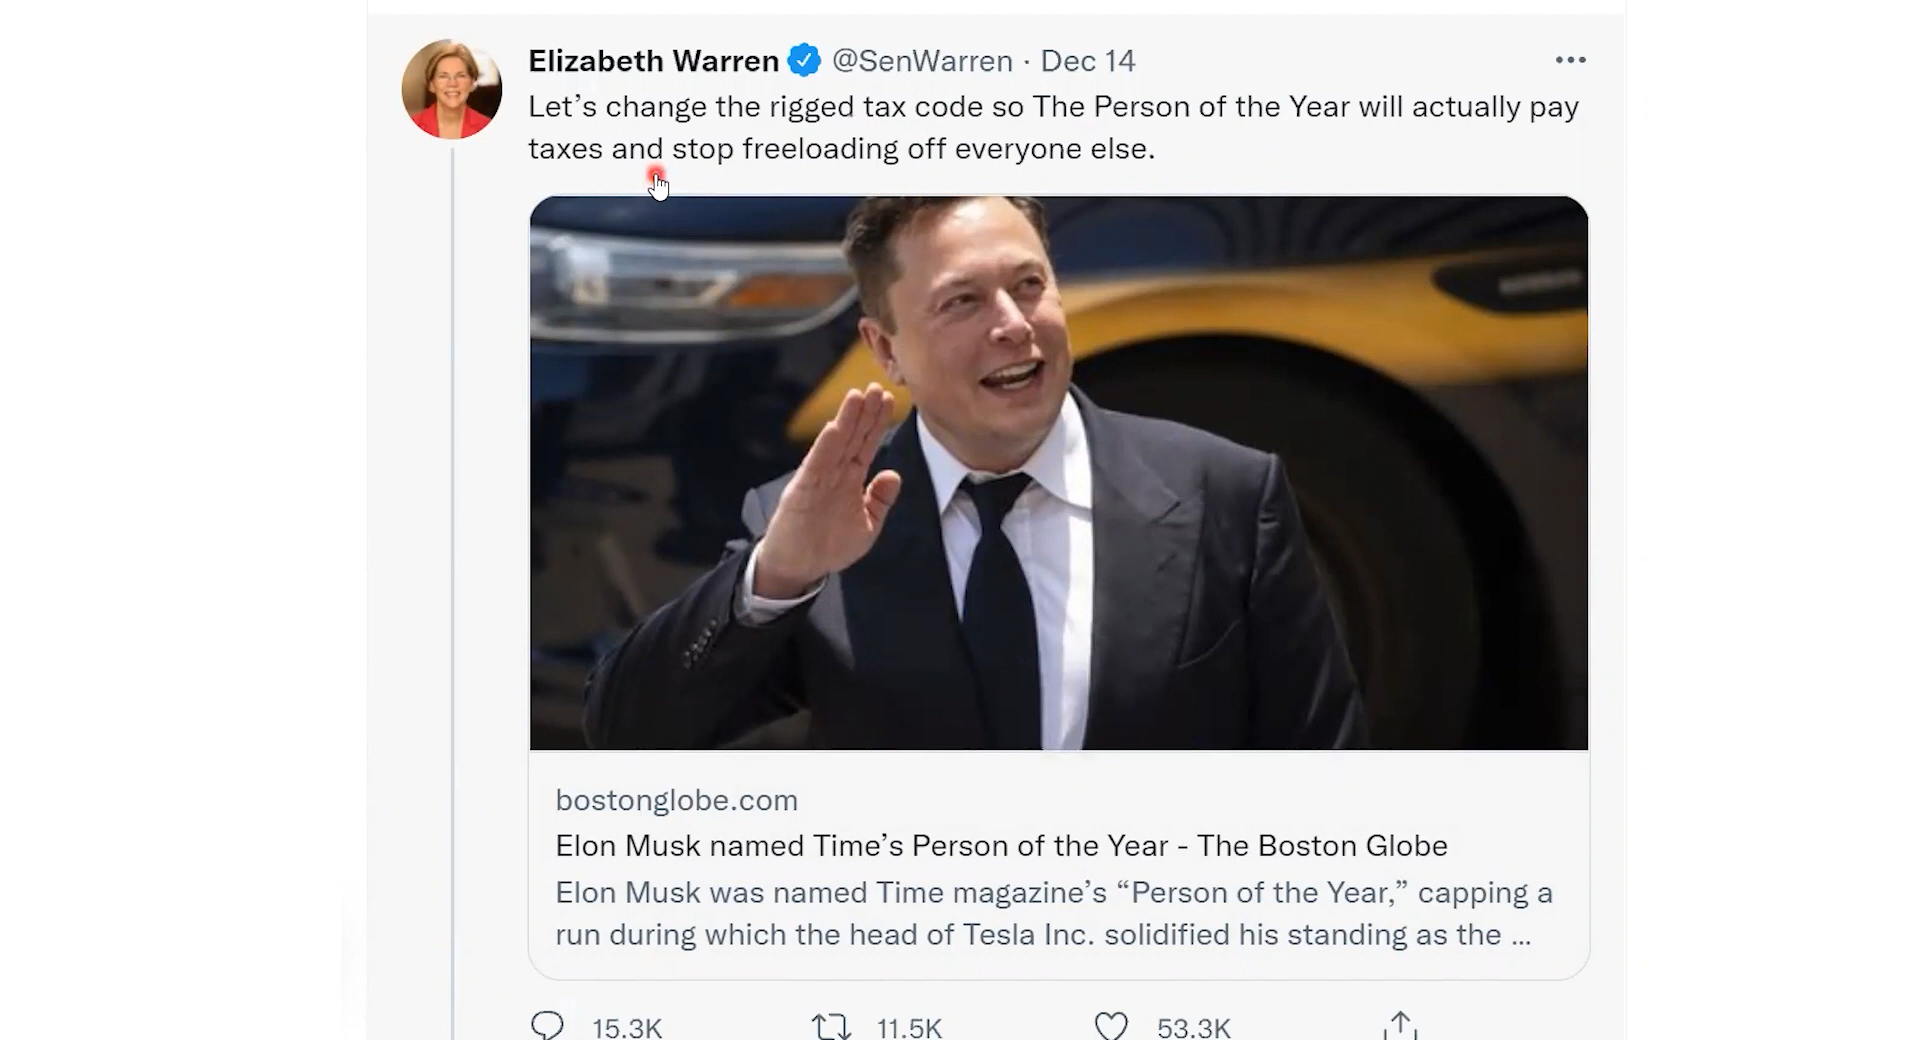 Elizabeth Warren @SenWarren · Dec 14
Let’s change the rigged tax code so The Person of the Year will actually pay
taxes and stop freeloading off everyone else.
bostonglobe.com
Elon Musk named Time’s Person of the Year - The Boston Globe
Elon Musk was named Time magazine’s “Person of the Year,” capping a
run during which the head of Tesla Inc. solidified his standing as the ...
15.3K 11.5K 53.3K